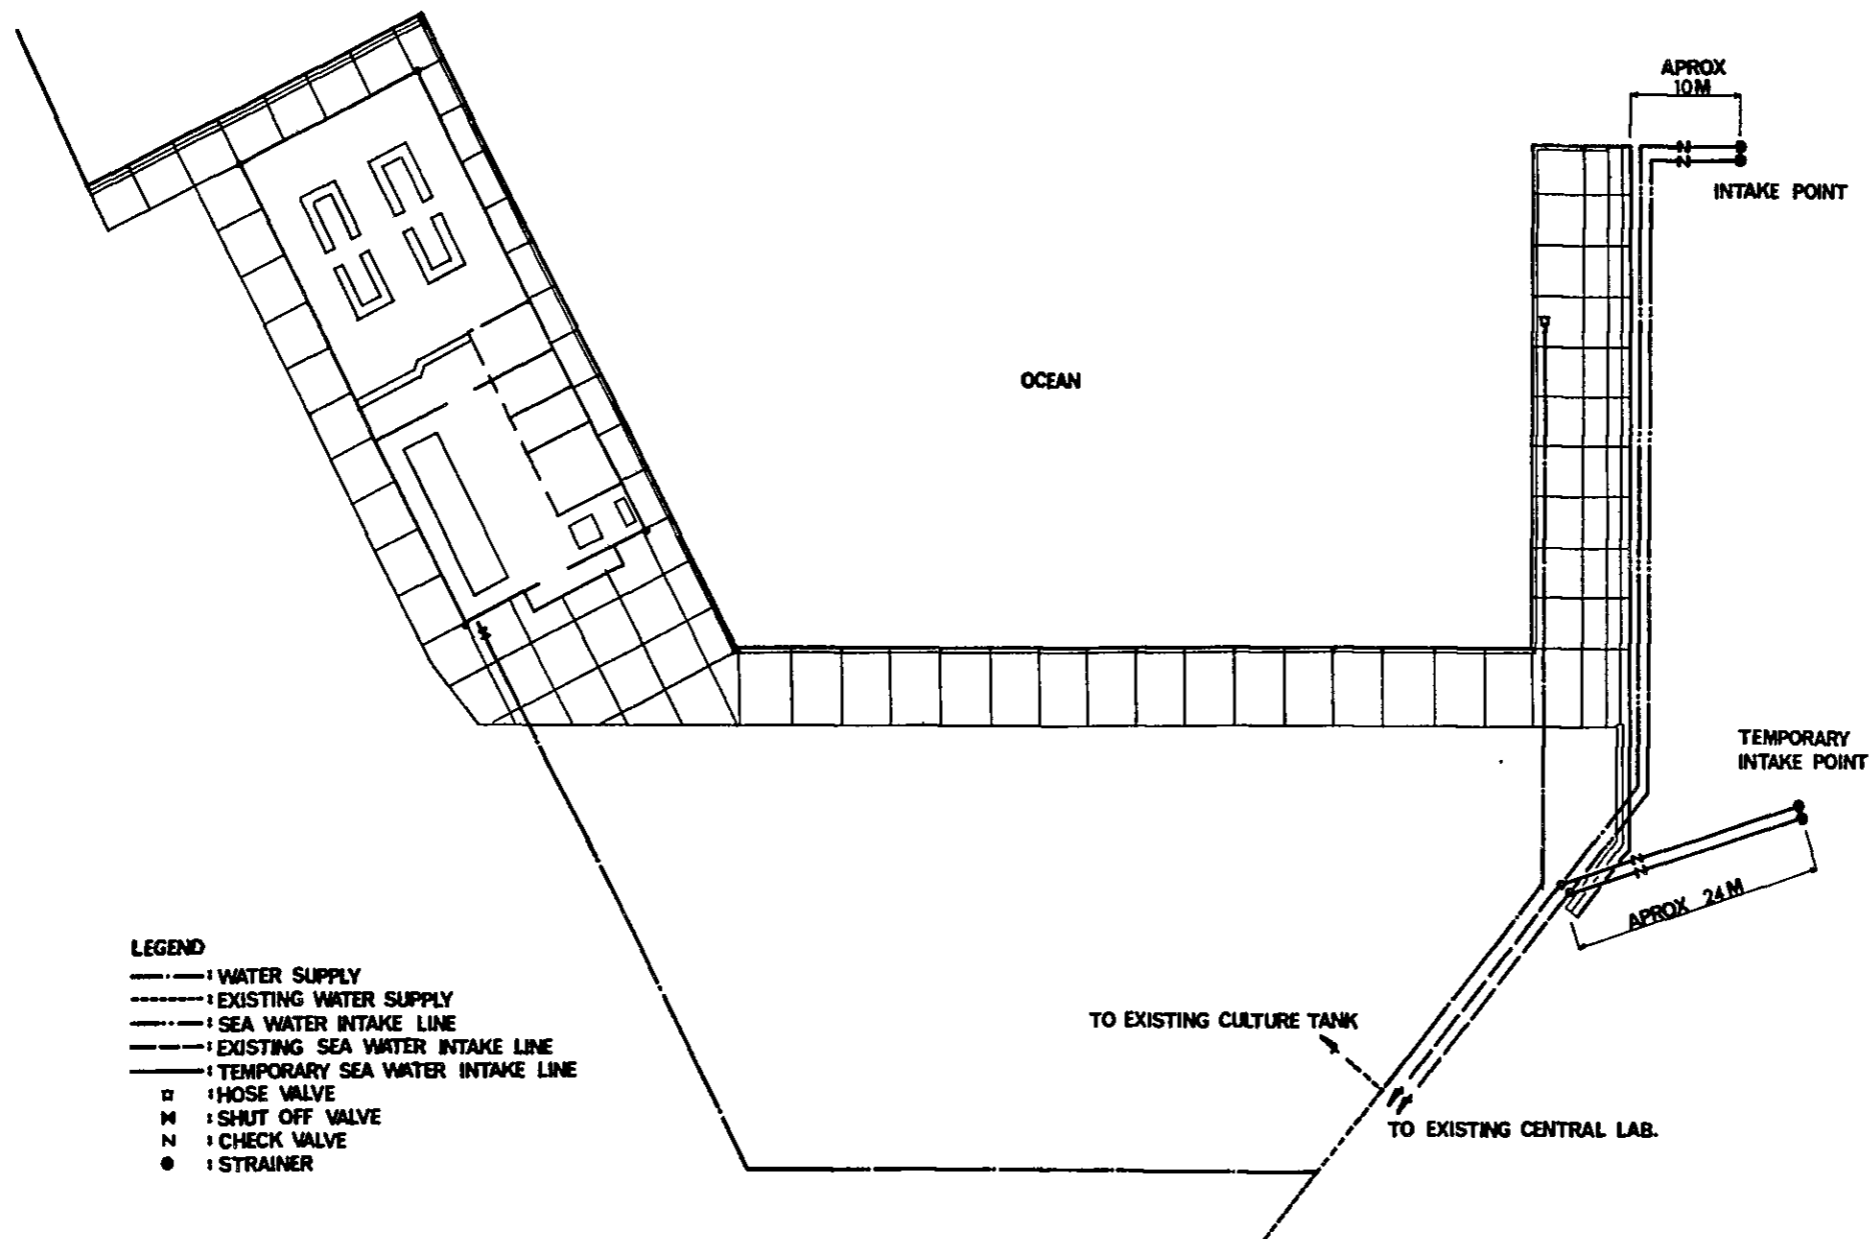 APROX
10M
INTAKE POINT
OCEAN
TEMPORARY
INTAKE POINT
APROX 24M
TO EXISTING CULTURE TANK
TO EXISTING CENTRAL LAB.
LEGEND
: WATER SUPPLY
: EXISTING WATER SUPPLY
: SEA WATER INTAKE LINE
: EXISTING SEA WATER INTAKE LINE
: TEMPORARY SEA WATER INTAKE LINE
: HOSE VALVE
: SHUT OFF VALVE
: CHECK VALVE
: STRAINER